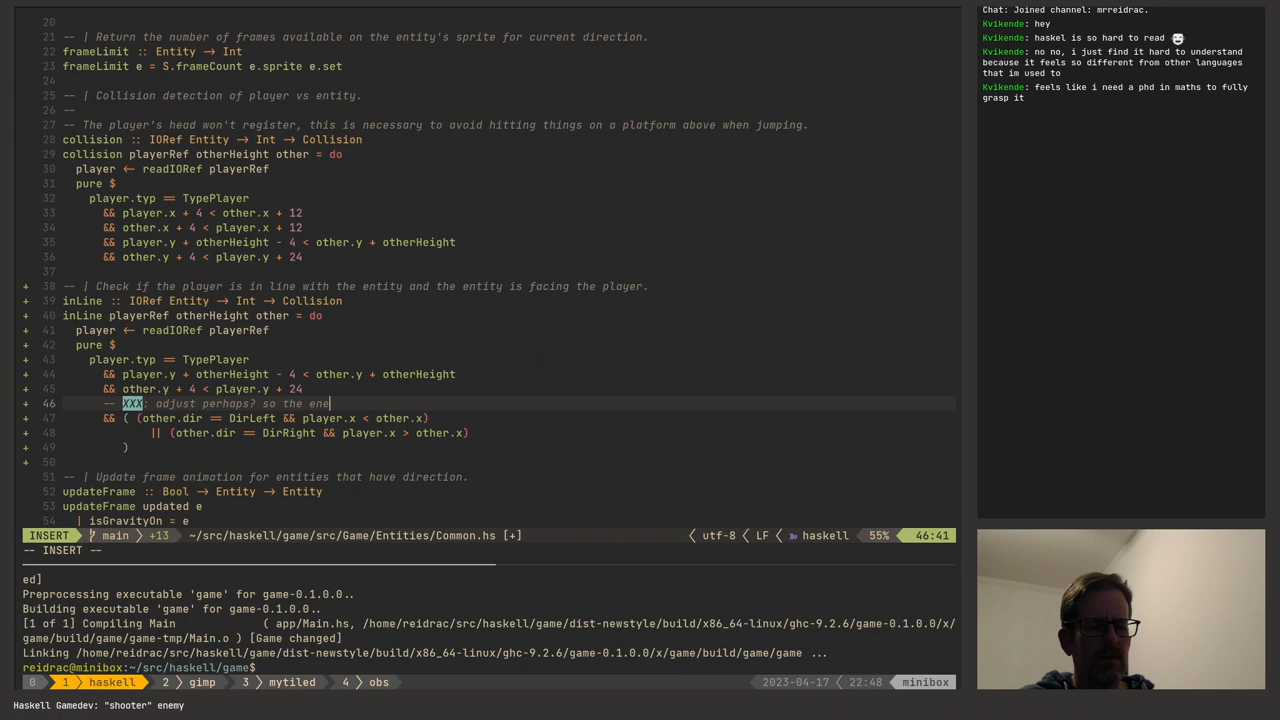 20
21 -- | Return the number of frames available on the entity's sprite for current direction.
22 frameLimit :: Entity → Int
23 frameLimit e = S.frameCount e.sprite e.set
24
25 -- | Collision detection of player vs entity.
26 --
27 -- The player's head won't register, this is necessary to avoid hitting things on a platform above when jumping.
28 collision :: IORef Entity → Int → Collision
29 collision playerRef otherHeight other = do
30 player ← readIORef playerRef
31 pure $
32 player.typ == TypePlayer
33 && player.x + 4 < other.x + 12
34 && other.x + 4 < player.x + 12
35 && player.y + otherHeight - 4 < other.y + otherHeight
36 && other.y + 4 < player.y + 24
37
+ 38 -- | Check if the player is in line with the entity and the entity is facing the player.
+ 39 inLine :: IORef Entity → Int → Collision
+ 40 inLine playerRef otherHeight other = do
+ 41 player ← readIORef playerRef
+ 42 pure $
+ 43 player.typ == TypePlayer
+ 44 && player.y + otherHeight - 4 < other.y + otherHeight
+ 45 && other.y + 4 < player.y + 24
+ 46 -- XXX: adjust perhaps? so the ene
+ 47 && ( (other.dir == DirLeft && player.x < other.x)
+ 48 || (other.dir == DirRight && player.x > other.x)
+ 49 )
+ 50
51 -- | Update frame animation for entities that have direction.
52 updateFrame :: Bool → Entity → Entity
53 updateFrame updated e
54 | isGravityOn = e
INSERT main +13 ~/src/haskell/game/src/Game/Entities/Common.hs [+] utf-8 LF haskell 55% 46:41
-- INSERT --
ed]
Preprocessing executable 'game' for game-0.1.0.0..
Building executable 'game' for game-0.1.0.0..
[1 of 1] Compiling Main ( app/Main.hs, /home/reidrac/src/haskell/game/dist-newstyle/build/x86_64-linux/ghc-9.2.6/game-0.1.0.0/x/
game/build/game/game-tmp/Main.o ) [Game changed]
Linking /home/reidrac/src/haskell/game/dist-newstyle/build/x86_64-linux/ghc-9.2.6/game-0.1.0.0/x/game/build/game/game ...
reidrac@minibox:~/src/haskell/game$
0 1 haskell 2 gimp 3 mytiled 4 obs 2023-04-17 22:48 minibox
Haskell Gamedev: "shooter" enemy
Chat: Joined channel: mrreidrac.
Kvikende: hey
Kvikende: haskel is so hard to read
Kvikende: no no, i just find it hard to understand
because it feels so different from other languages
that im used to
Kvikende: feels like i need a phd in maths to fully
grasp it